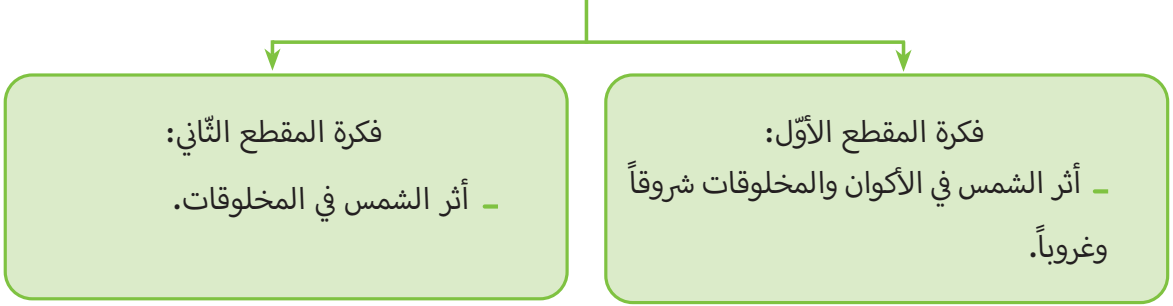 فكرة المقطع الأوّل:
ـ أثر الشمس في الأكوان والمخلوقات شروقاً
وغروباً.
فكرة المقطع الثّاني:
ـ أثر الشمس في المخلوقات.